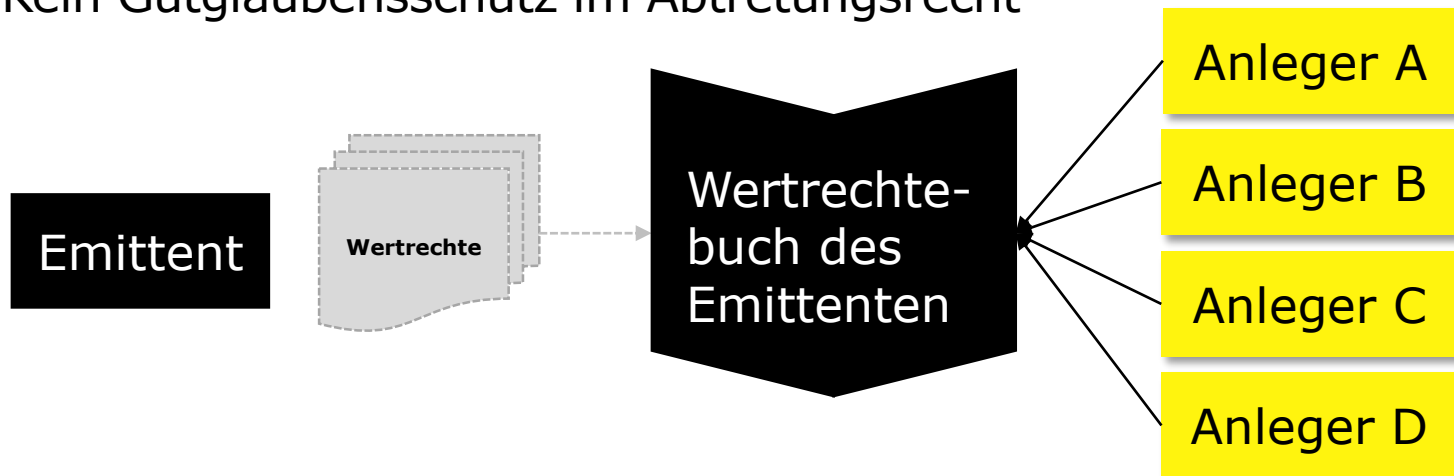 Kein Gutglaubensschutz im Abtretungsrecht
Emittent
Wertrechte
Wertrechte-
buch des
Emittenten
Anleger A
Anleger B
Anleger C
Anleger D